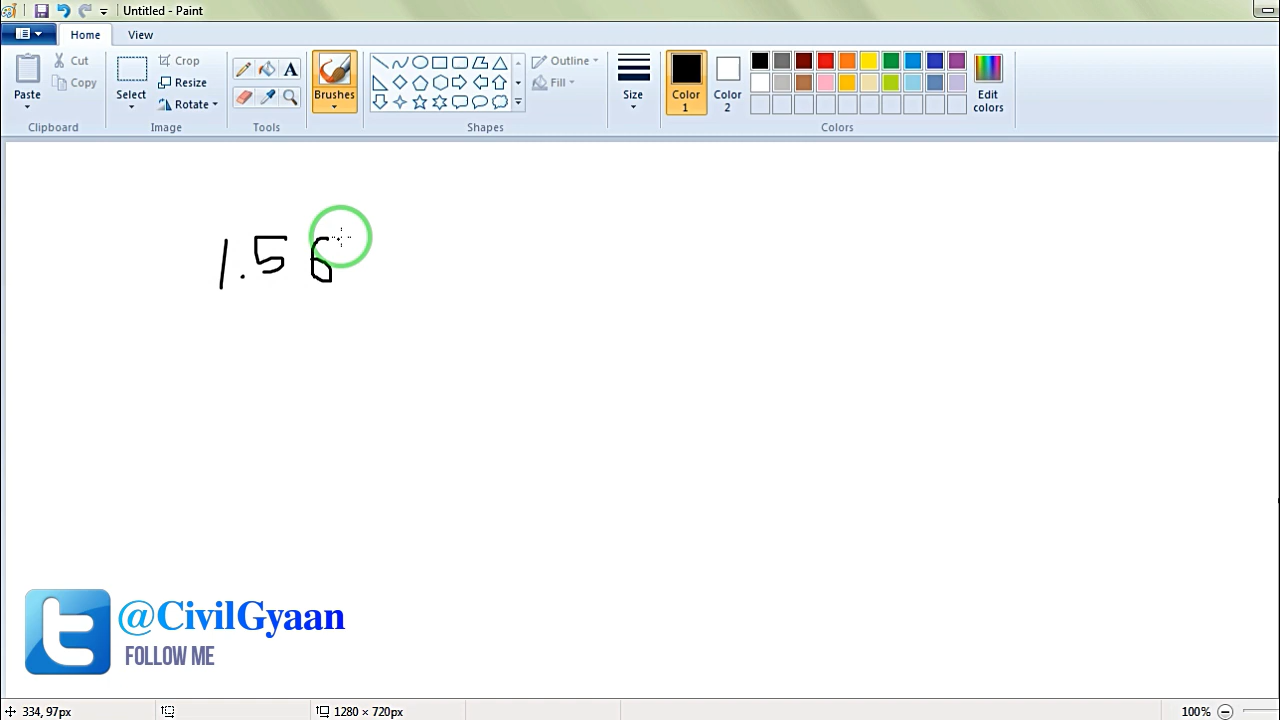 Untitled - Paint
Home
View
Paste
Cut
Copy
Clipboard
Select
Crop
Resize
Rotate
Image
A
Tools
Brushes
Outline
Fill
Shapes
Size
Color 1
Color 2
Edit colors
Colors
1.56
t @CivilGyaan
FOLLOW ME
334, 97px
1280 × 720px
100%